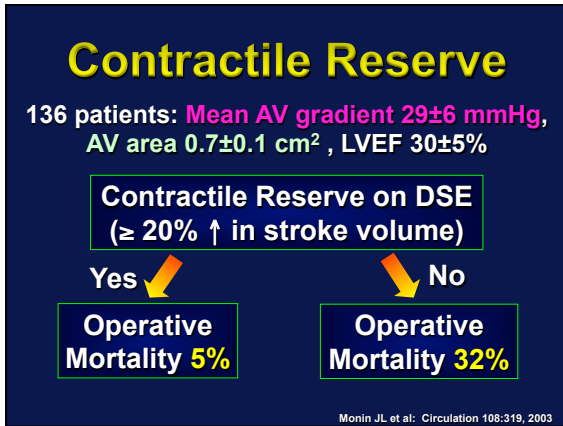 Contractile Reserve
136 patients: Mean AV gradient 29±6 mmHg,
AV area 0.7±0.1 cm² , LVEF 30±5%
Contractile Reserve on DSE
(≥ 20% ↑ in stroke volume)
Yes
No
Operative
Mortality 5%
Operative
Mortality 32%
Monin JL et al: Circulation 108:319, 2003